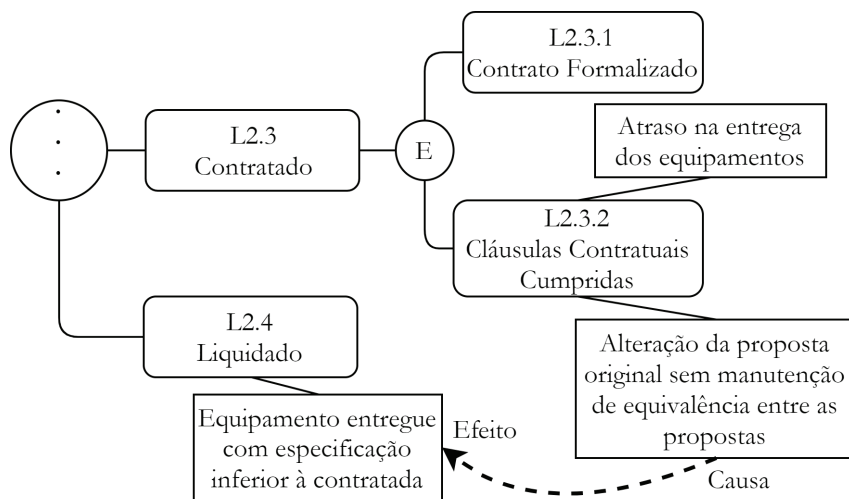 L2.3.1
Contrato Formalizado
L2.3
Contratado
E
Atraso na entrega
dos equipamentos
L2.3.2
Cláusulas Contratuais
Cumpridas
L2.4
Liquidado
Alteração da proposta
original sem manutenção
de equivalência entre as
propostas
Equipamento entregue
com especificação
inferior à contratada
Efeito
Causa